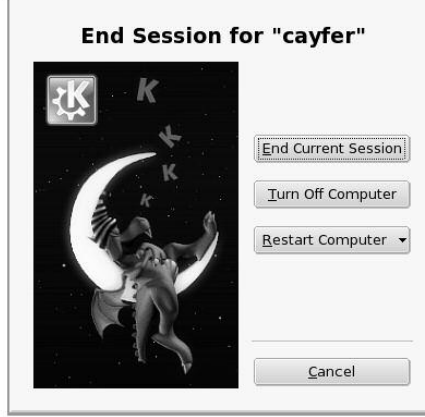 End Session for "cayfer"
K
K
K
K
K
End Current Session
Turn Off Computer
Restart Computer
Cancel